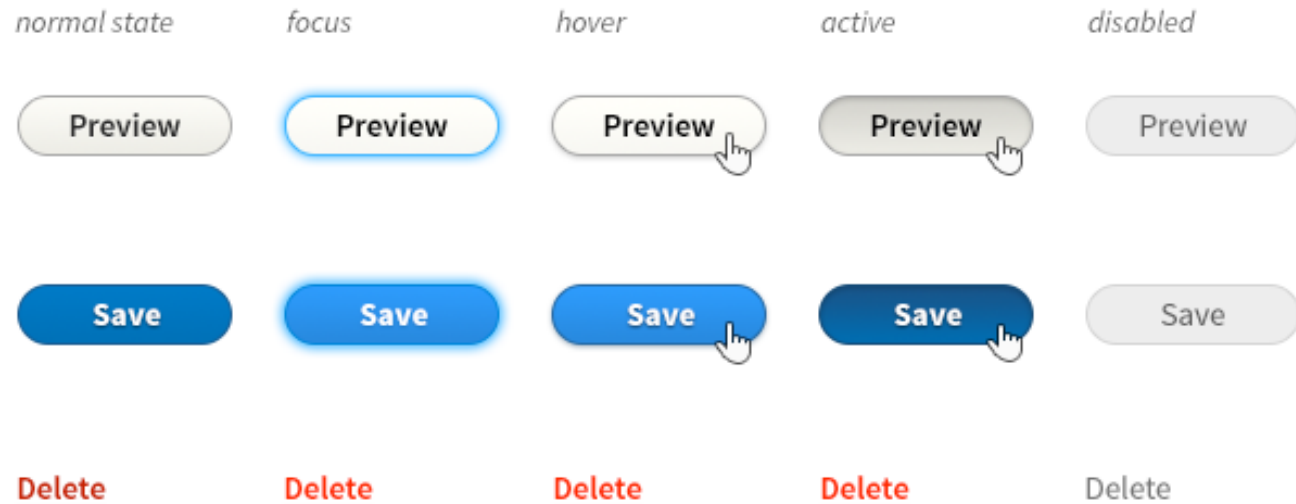 normal state focus hover active disabled
Preview Preview Preview Preview Preview
Save Save Save Save Save
Delete Delete Delete Delete Delete